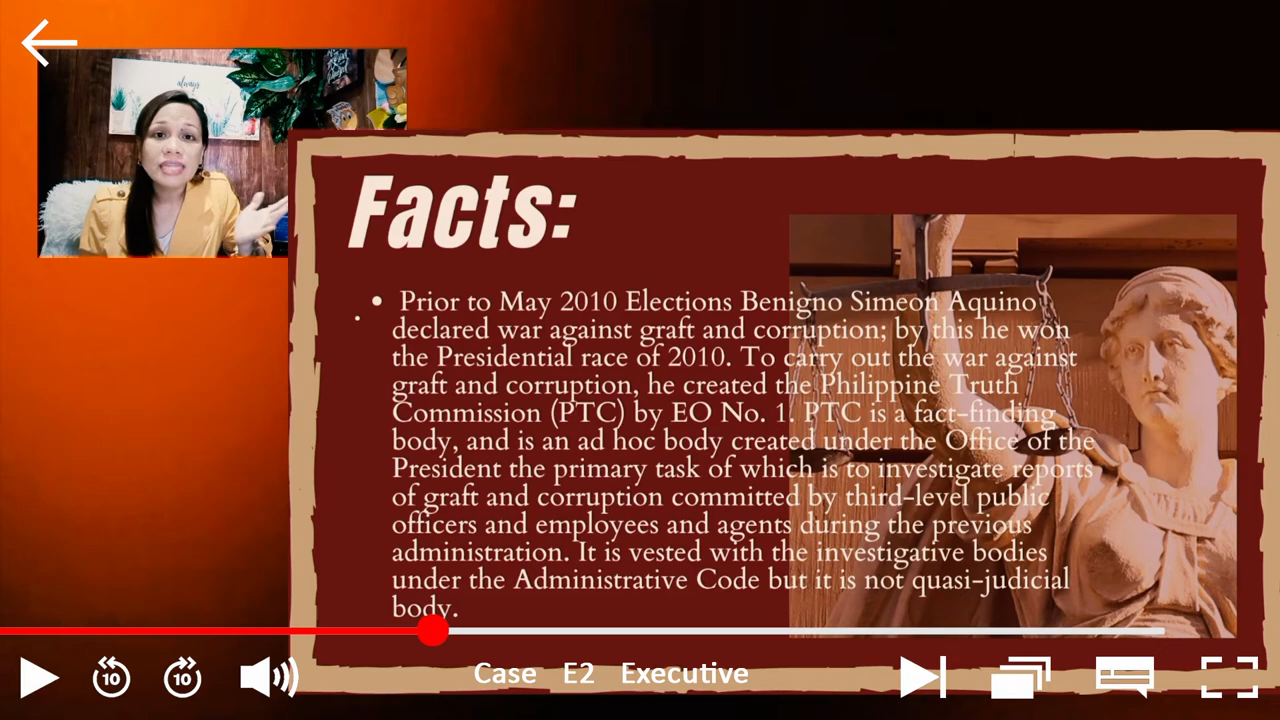 always
Facts:
• Prior to May 2010 Elections Benigno Simeon Aquino
declared war against graft and corruption; by this he won
the Presidential race of 2010. To carry out the war against
graft and corruption, he created the Philippine Truth
Commission (PTC) by EO No. 1. PTC is a fact-finding
body, and is an ad hoc body created under the Office of the
President the primary task of which is to investigate reports
of graft and corruption committed by third-level public
officers and employees and agents during the previous
administration. It is vested with the investigative bodies
under the Administrative Code but it is not quasi-judicial
body.
10 10 Case E2 Executive